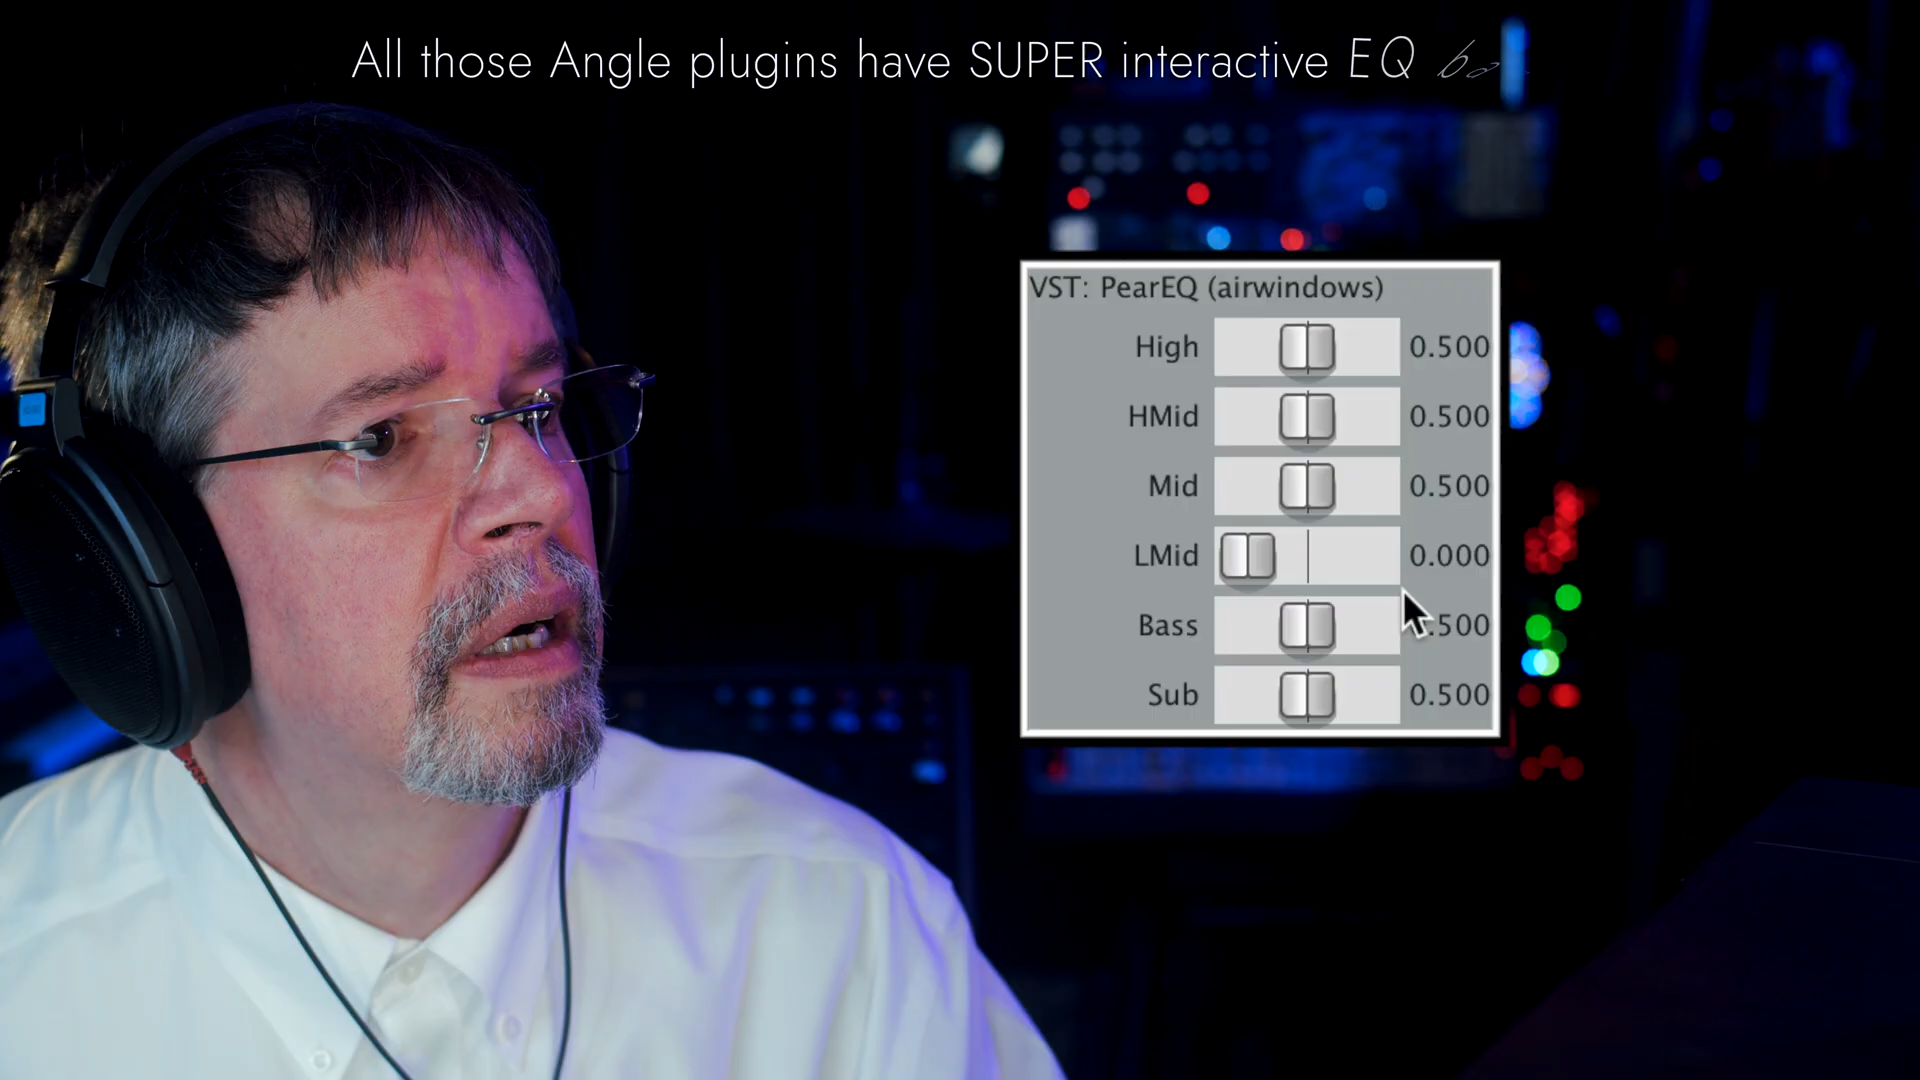 All those Angle plugins have SUPER interactive EQ
VST: PearEQ (airwindows)
High 0.500
HMid 0.500
Mid 0.500
LMid 0.000
Bass .500
Sub 0.500